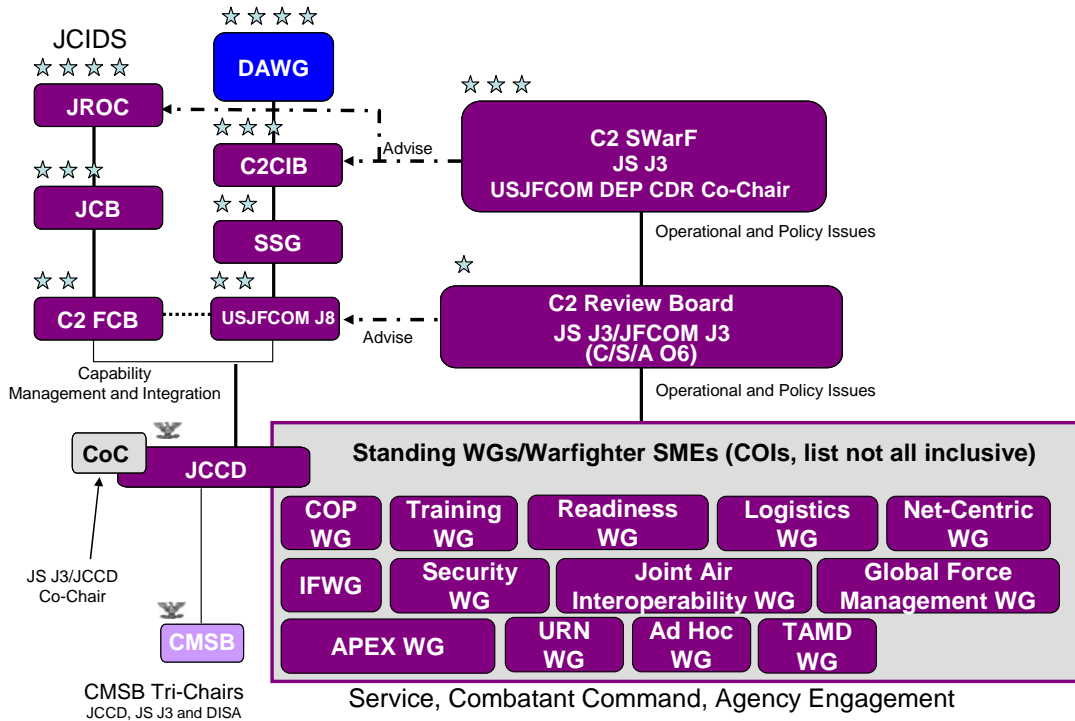 JCIDS
DAWG
JROC
C2 SWarF
JS J3
USJFCOM DEP CDR Co-Chair
Advise
C2CIB
JCB
SSG
Operational and Policy Issues
C2 FCB
USJFCOM J8
C2 Review Board
JS J3/JFCOM J3
(C/S/A O6)
Advise
Capability
Management and Integration
Operational and Policy Issues
CoC
JCCD
Standing WGs/Warfighter SMEs (COIs, list not all inclusive)
COP
WG
Training
WG
Readiness
WG
Logistics
WG
Net-Centric
WG
JS J3/JCCD
Co-Chair
IFWG
Security
WG
Joint Air
Interoperability WG
Global Force
Management WG
CMSB
APEX WG
URN
WG
Ad Hoc
WG
TAMD
WG
CMSB Tri-Chairs
JCCD, JS J3 and DISA
Service, Combatant Command, Agency Engagement